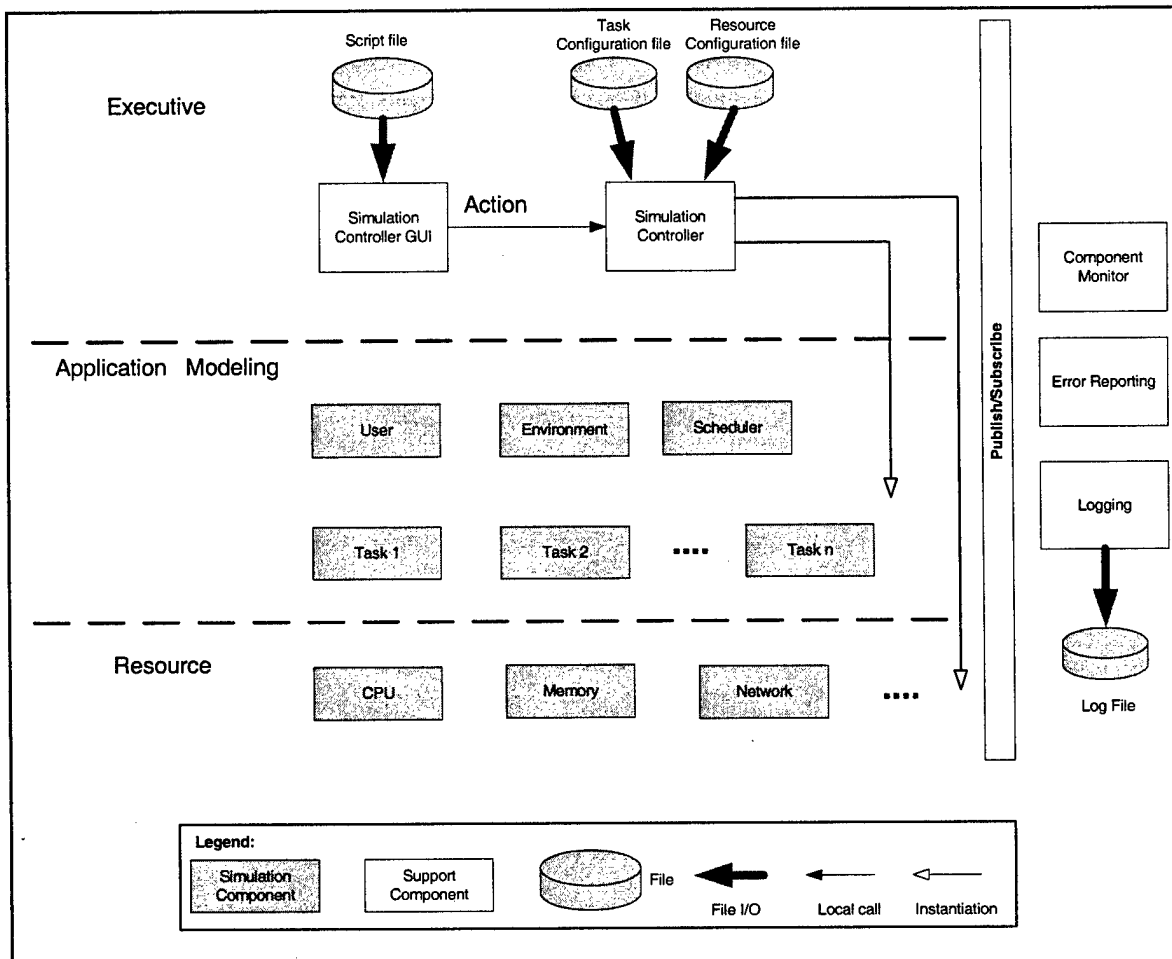 Script file
Task
Configuration file
Resource
Configuration file
Executive
Simulation
Controller GUI
Action
Simulation
Controller
Component
Monitor
Application Modeling
Error Reporting
Publish/Subscribe
User
Environment
Scheduler
Logging
Task 1
Task 2
....
Task n
Resource
CPU
Memory
Network
....
Log File
Legend:
Simulation
Component
Support
Component
File
File I/O
Local call
Instantiation